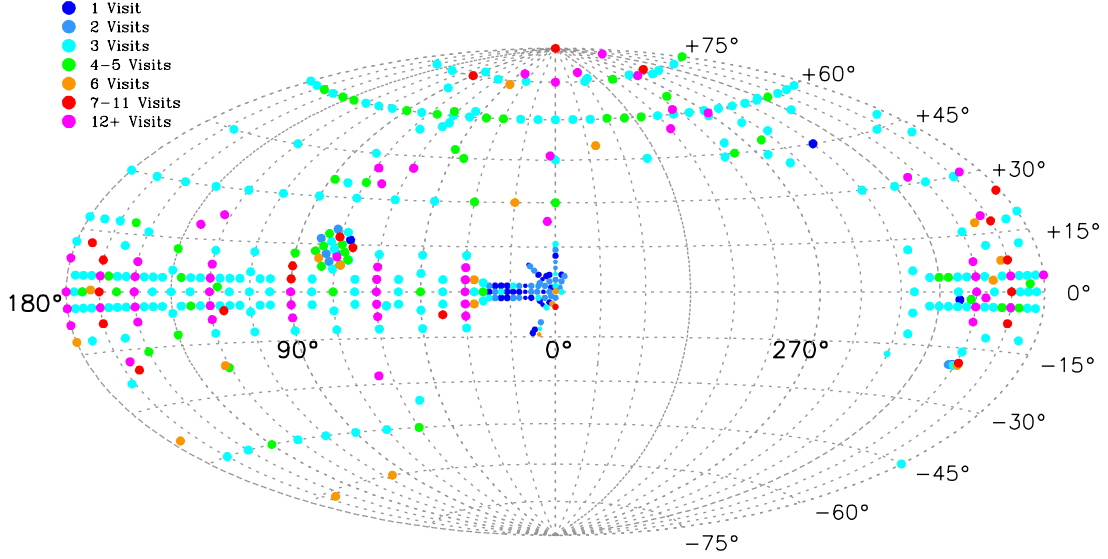 1 Visit
2 Visits
3 Visits
4-5 Visits
6 Visits
7-11 Visits
12+ Visits
+75°
+60°
+45°
+30°
+15°
180°
0°
90°
0°
270°
-15°
-30°
-45°
-60°
-75°